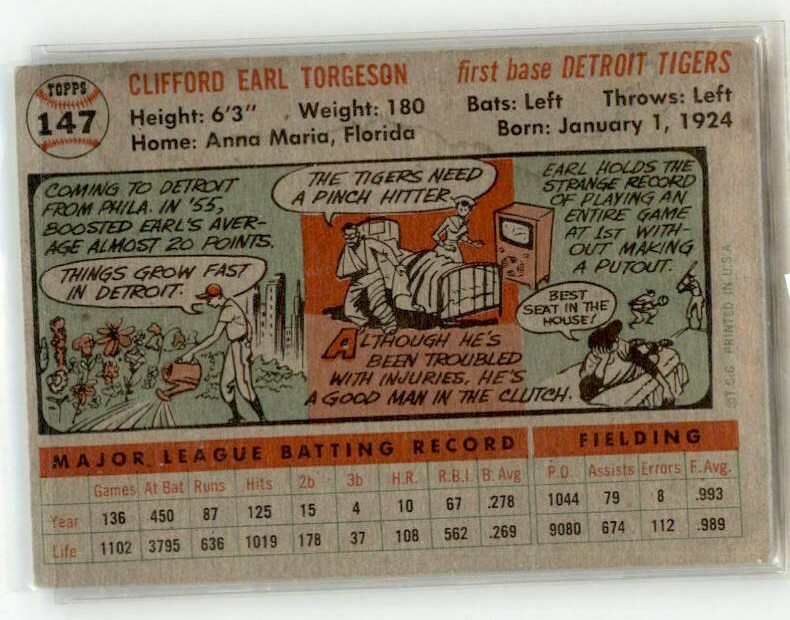 TOPPS
147
CLIFFORD EARL TORGESON first base DETROIT TIGERS
Height: 6'3" Weight: 180 Bats: Left Throws: Left
Home: Anna Maria, Florida Born: January 1, 1924
COMING TO DETROIT
FROM PHILA. IN '55,
BOOSTED EARL'S AVER-
AGE ALMOST 20 POINTS.
THINGS GROW FAST
IN DETROIT.
THE TIGERS NEED
A PINCH HITTER.
ALTHOUGH HE'S
BEEN TROUBLED
WITH INJURIES, HE'S
A GOOD MAN IN THE CLUTCH.
EARL HOLDS THE
STRANGE RECORD
OF PLAYING AN
ENTIRE GAME
AT 1ST WITH-
OUT MAKING
A PUTOUT.
BEST
SEAT IN THE
HOUSE!
©T.C.G. PRINTED IN U.S.A.
MAJOR LEAGUE BATTING RECORD FIELDING
Games At Bat Runs Hits 2b 3b H.R. R.B.I. B. Avg P.O. Assists Errors F. Avg.
Year 136 450 87 125 15 4 10 67 .278 1044 79 8 .993
Life 1102 3795 636 1019 178 37 108 562 .269 9080 674 112 .989